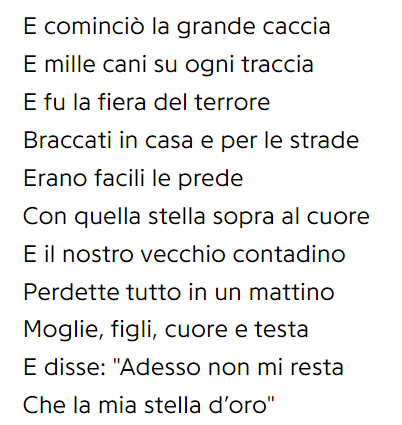 E cominciò la grande caccia
E mille cani su ogni traccia
E fu la fiera del terrore
Braccati in casa e per le strade
Erano facili le prede
Con quella stella sopra al cuore
E il nostro vecchio contadino
Perdette tutto in un mattino
Moglie, figli, cuore e testa
E disse: "Adesso non mi resta
Che la mia stella d’oro"